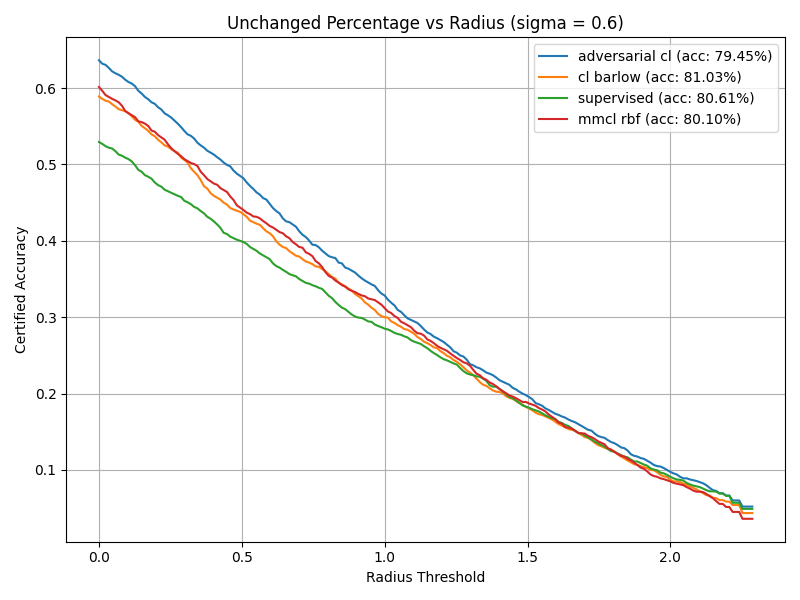 Unchanged Percentage vs Radius (sigma = 0.6)
adversarial cl (acc: 79.45%)
cl barlow (acc: 81.03%)
supervised (acc: 80.61%)
mmcl rbf (acc: 80.10%)
Certified Accuracy
0.6
0.5
0.4
0.3
0.2
0.1
0.0 0.5 1.0 1.5 2.0
Radius Threshold